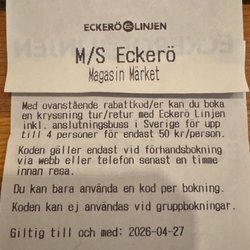 ECKERÖ LINJEN
M/S Eckerö
Magasin Märket
Med ovanstående rabattkod/er kan du boka
en kryssning tur/retur med Eckerö Linjen
inkl. anslutningsbuss i Sverige för upp
till 4 personer för endast 50 kr/person.
Koden gäller endast vid förhandsbokning
via webb eller telefon senast en timme
innan resa.
Du kan bara använda en kod per bokning.
Koden kan ej användas vid gruppbokningar.
Giltig till och med: 2026-04-27